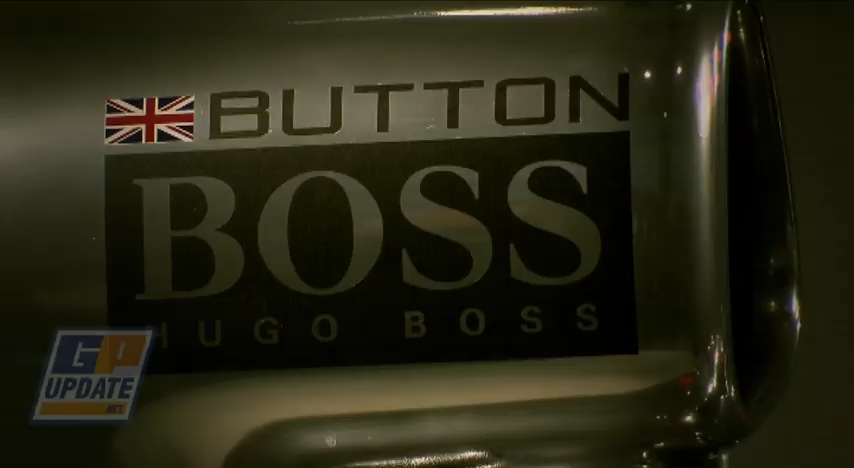 BUTTON
BOSS
HUGO BOSS
GP
UPDATE
.NET